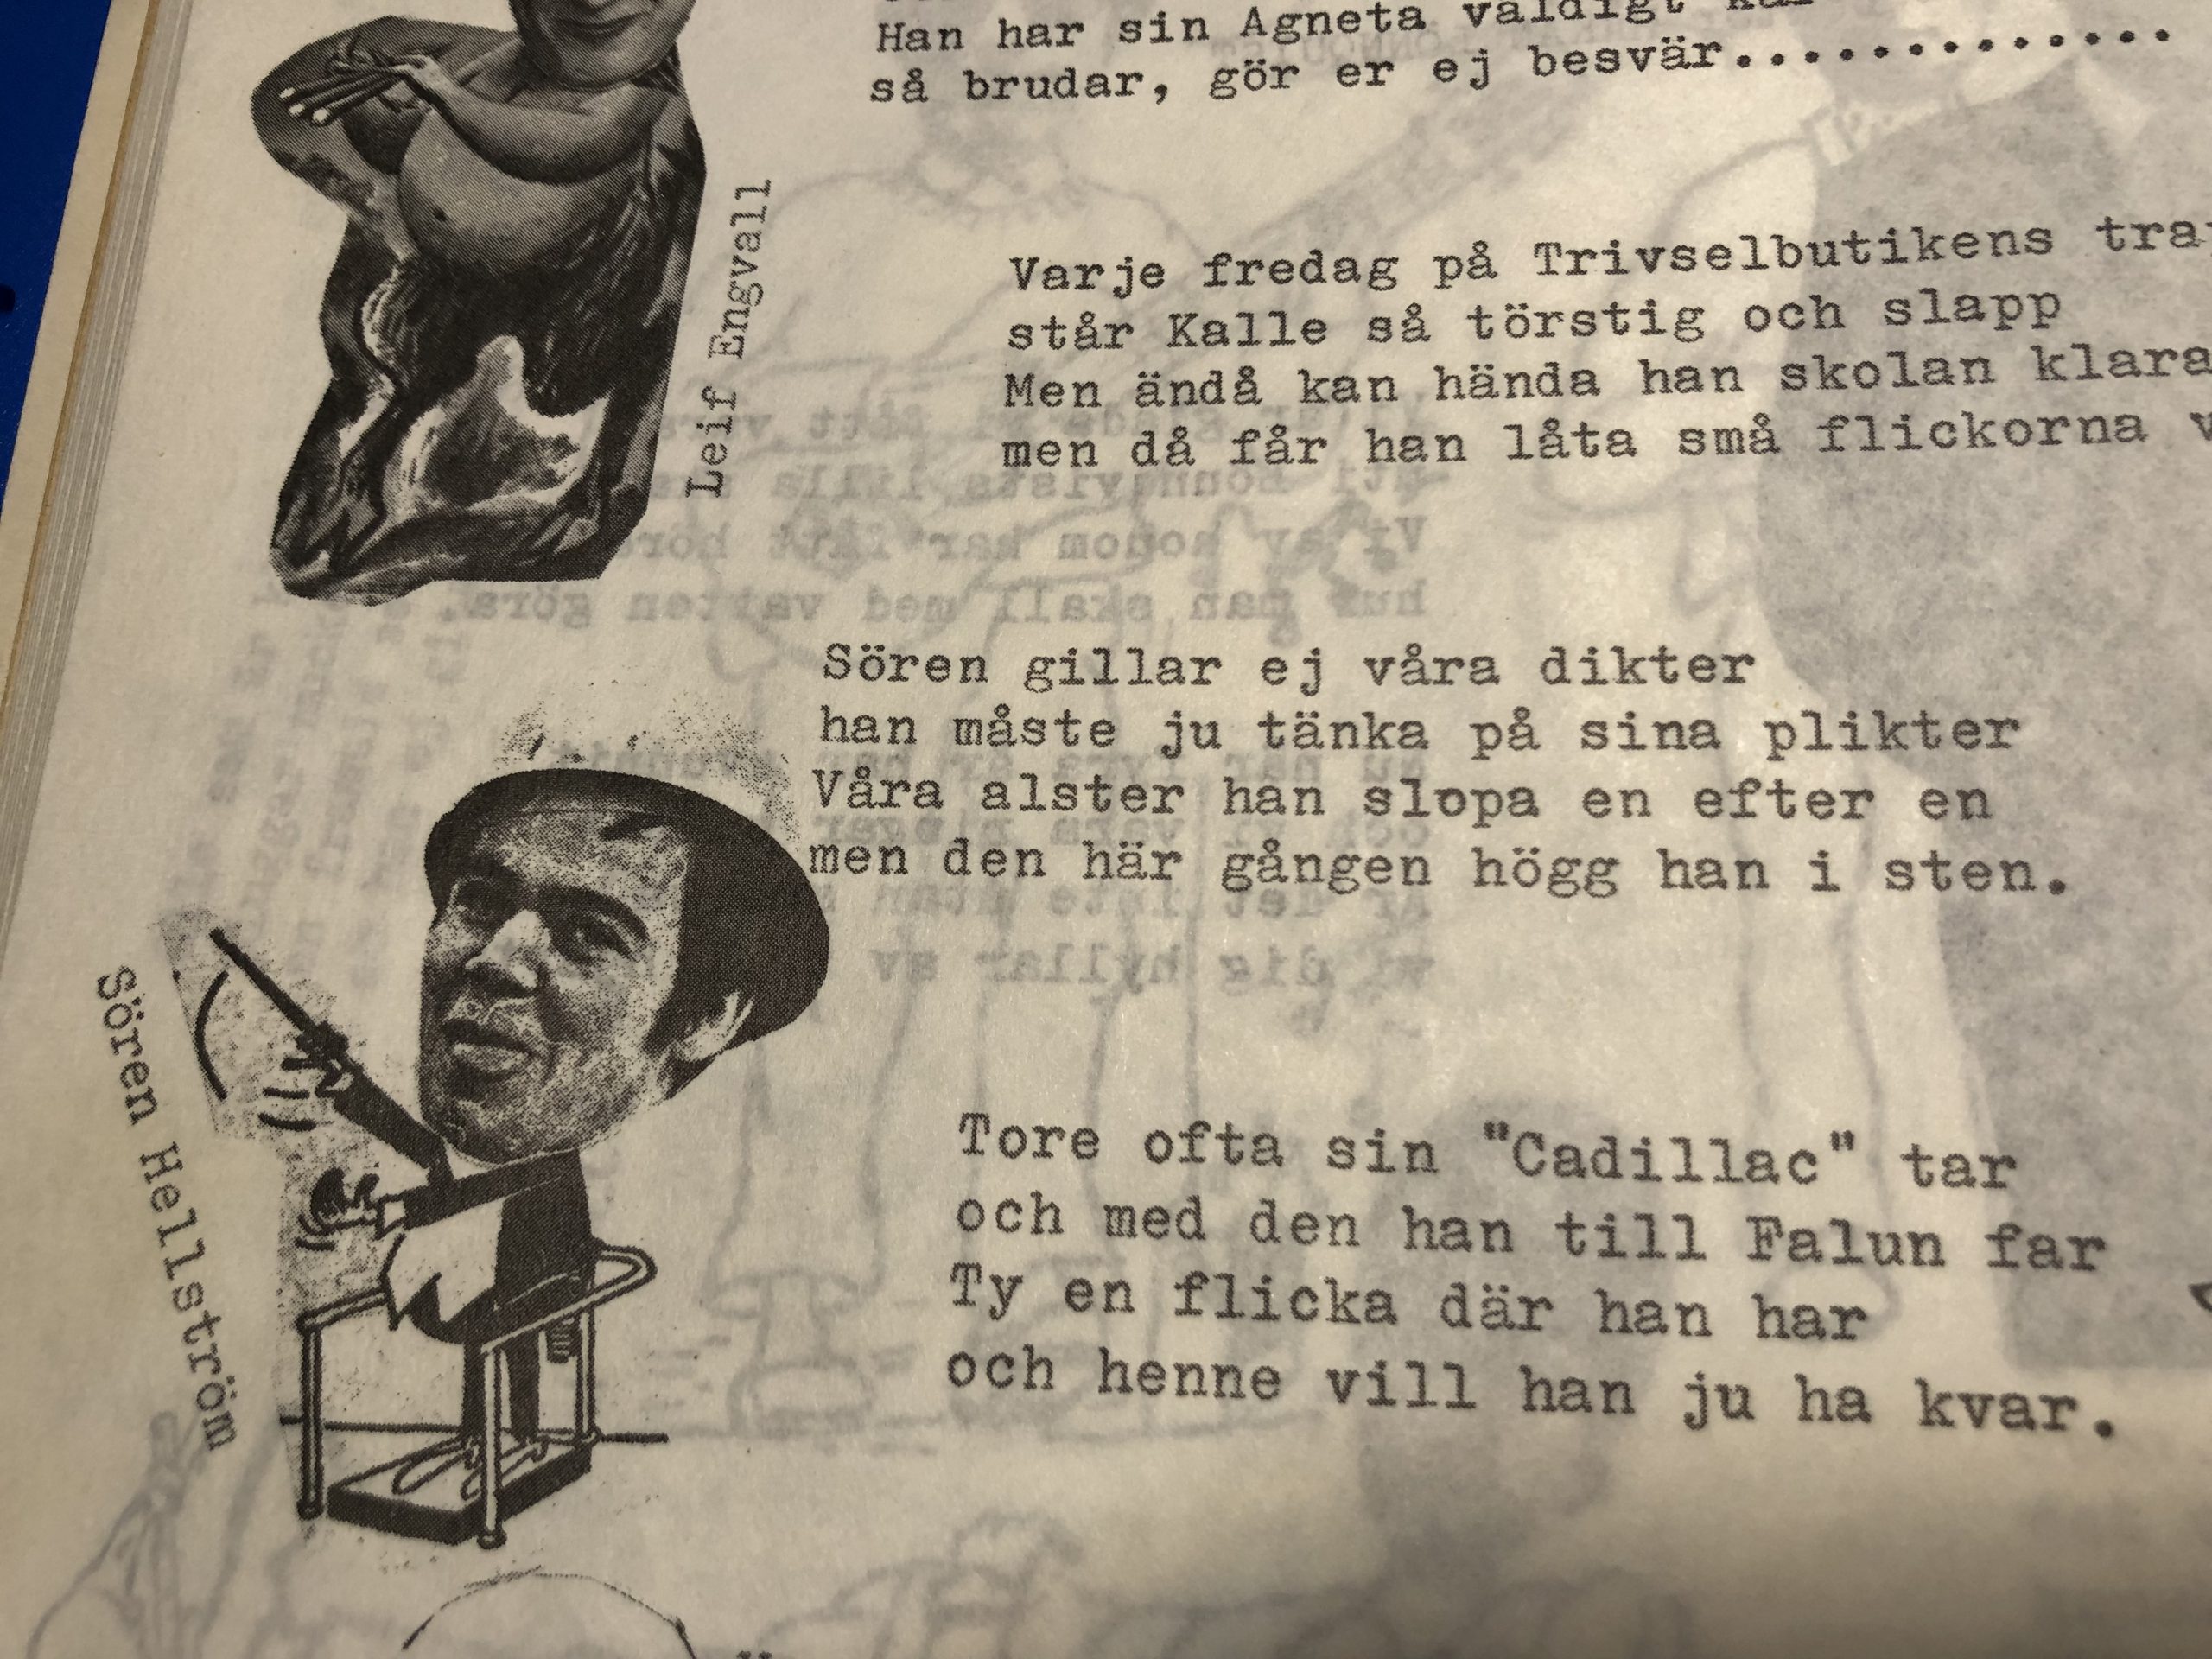 Han har sin Agneta väldigt
så brudar, gör er ej besvär..............
Leif Engvall
Varje fredag på Trivselbutikens
står Kalle så törstig och slapp
Men ändå kan hända han skolan klara
men då får han låta små flickorna
Sören gillar ej våra dikter
han måste ju tänka på sina plikter
Våra alster han slopa en efter en
men den här gången högg han i sten.
Sören Hellström
Tore ofta sin "Cadillac" tar
och med den han till Falun far
Ty en flicka där han har
och henne vill han ju ha kvar.